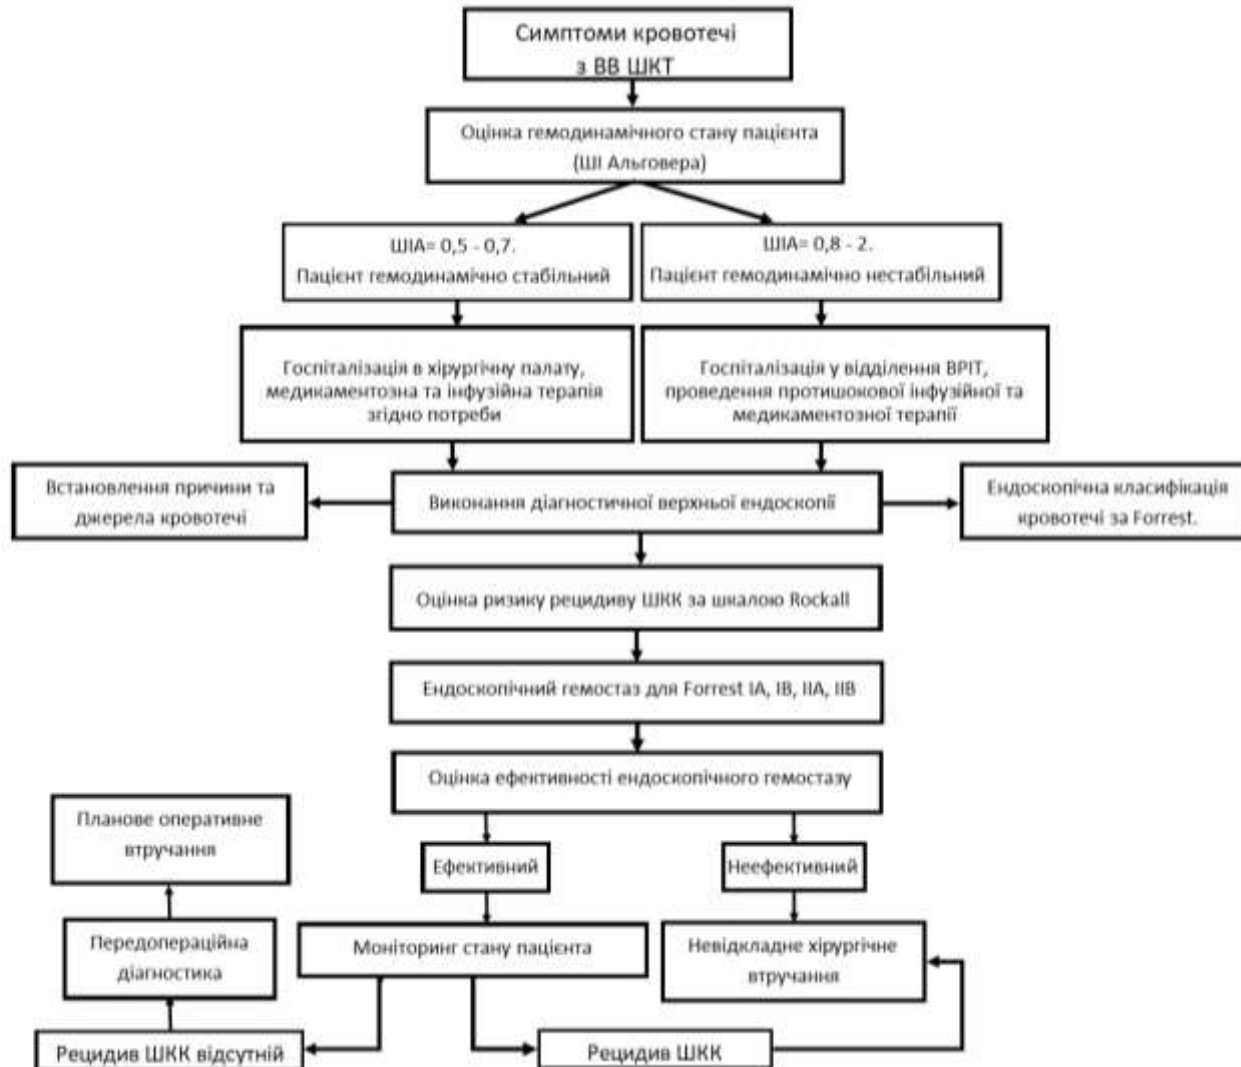 Симптоми кровотечі
з ВВ ШКТ
Оцінка гемодинамічного стану пацієнта
(ШІ Альговера)
ШІА= 0,5 - 0,7.
Пацієнт гемодинамічно стабільний
ШІА= 0,8 - 2.
Пацієнт гемодинамічно нестабільний
Госпіталізація в хірургічну палату,
медикаментозна та інфузійна терапія
згідно потреби
Госпіталізація у відділення ВРІТ,
проведення протишокової інфузійної та
медикаментозної терапії
Встановлення причини та
джерела кровотечі
Виконання діагностичної верхньої ендоскопії
Ендоскопічна класифікація
кровотечі за Forrest.
Оцінка ризику рецидиву ШКК за шкалою Rockall
Ендоскопічний гемостаз для Forrest IA, IB, IIA, IIB
Оцінка ефективності ендоскопічного гемостазу
Планове оперативне
втручання
Ефективний
Неефективний
Передопераційна
діагностика
Моніторинг стану пацієнта
Невідкладне хірургічне
втручання
Рецидив ШКК відсутній
Рецидив ШКК